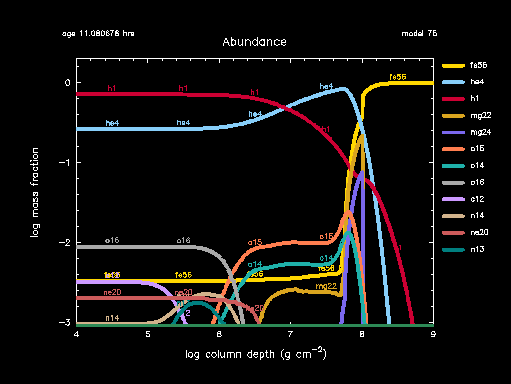 age 11.080678 hrs
model 76
Abundance
fe56
he4
h1
mg22
mg24
o15
o14
o16
c12
n14
ne20
n13
fe56
h1 h1 h1
he4
he4 he4
he4
h1
o16 o16
o15 o15
o14 o14
fe56
fe56 fe56
mg22
ne20 ne20
n14
0
−1
−2
−3
4 5 6 7 8 9
log mass fraction
log column depth (g cm−2)